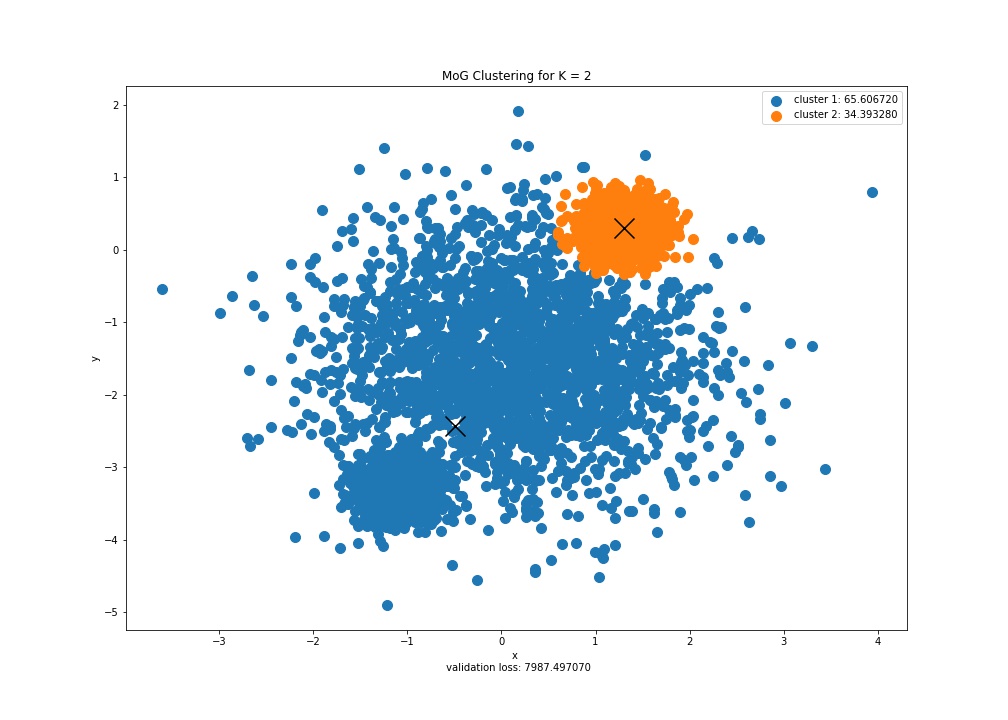 MoG Clustering for K = 2
cluster 1: 65.606720
cluster 2: 34.393280
2
1
0
−1
−2
−3
−4
−5
y
−3
−2
−1
0
1
2
3
4
x
validation loss: 7987.497070